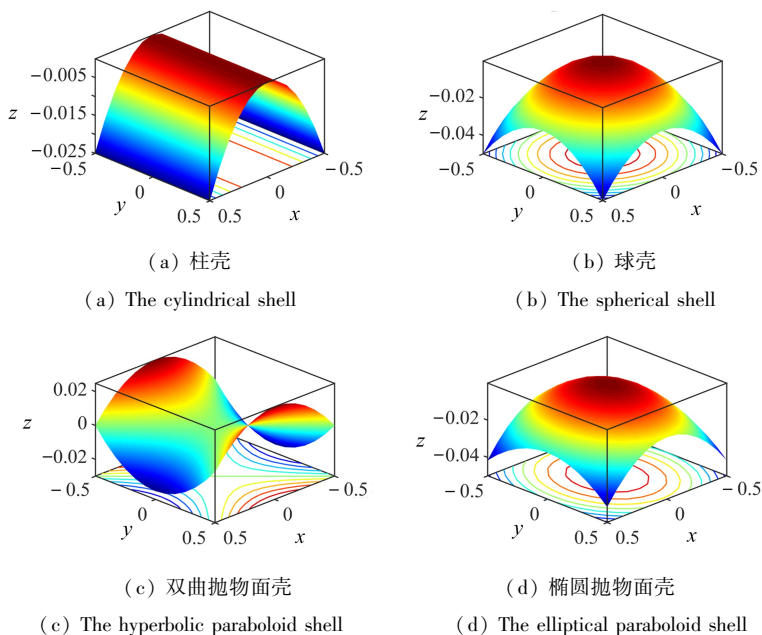 −0.005
−0.015
−0.025
z
−0.5
0
0.5
y
0.5
0
−0.5
x
−0.02
−0.04
z
−0.5
0
0.5
y
0.5
0
−0.5
x
(a) 柱壳
(b) 球壳
(a) The cylindrical shell
(b) The spherical shell
0.02
0
−0.02
z
−0.5
0
0.5
y
0.5
0
−0.5
x
−0.02
−0.04
z
−0.5
0
0.5
y
0.5
0
−0.5
x
(c) 双曲抛物面壳
(d) 椭圆抛物面壳
(c) The hyperbolic paraboloid shell
(d) The elliptical paraboloid shell